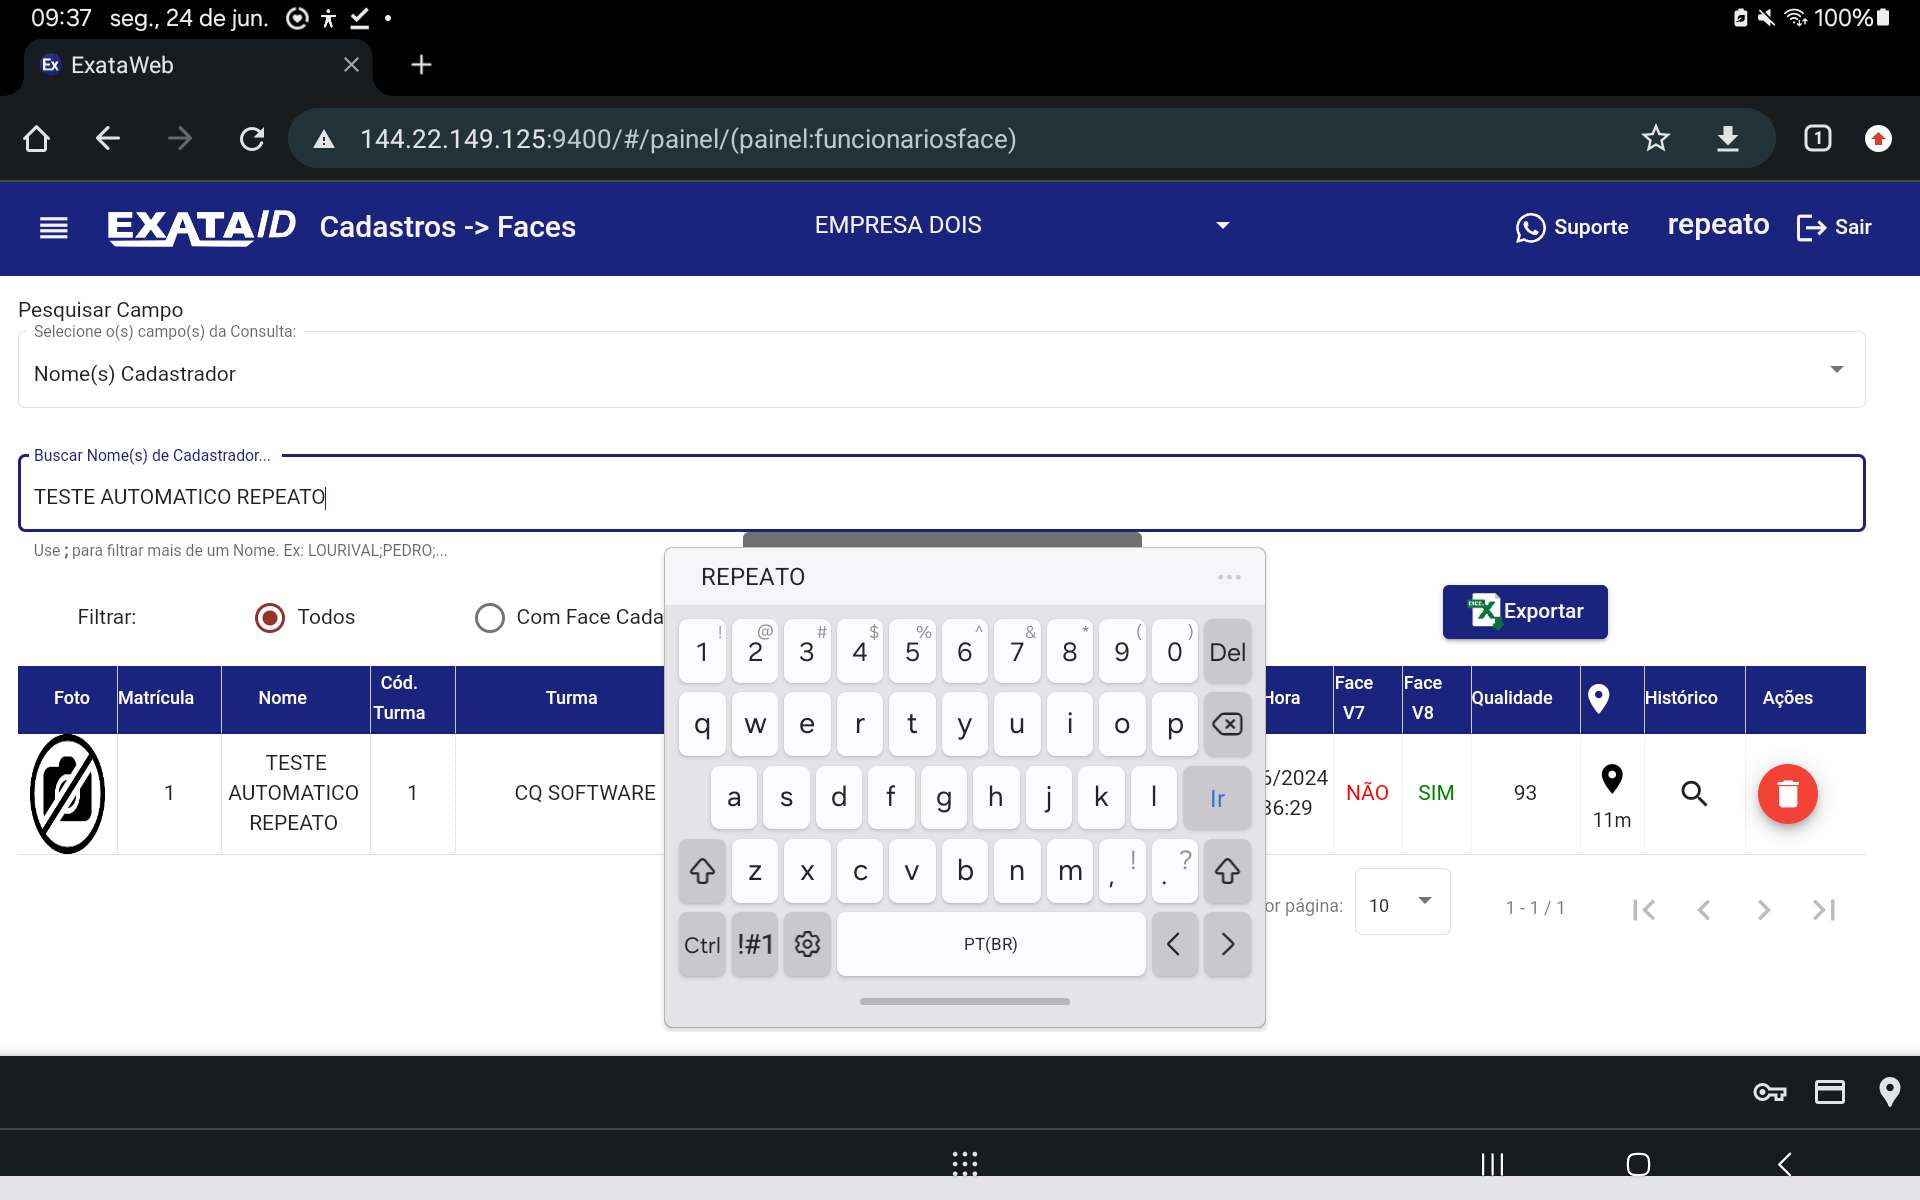 09:37 seg., 24 de jun. 100%
Ex ExataWeb
144.22.149.125:9400/#/painel/(painel:funcionariosface) 1
EXATA/ID Cadastros -> Faces EMPRESA DOIS Suporte repeato Sair
Pesquisar Campo
Selecione o(s) campo(s) da Consulta:
Nome(s) Cadastrador
Buscar Nome(s) de Cadastrador...
TESTE AUTOMATICO REPEATO
Use ; para filtrar mais de um Nome. Ex: LOURIVAL;PEDRO;...
Filtrar: Todos Com Face Cada Exportar
Foto Matrícula Nome Cód. Turma Turma Hora Face V7 Face V8 Qualidade Histórico Ações
TESTE AUTOMATICO REPEATO
1 1 CQ SOFTWARE 6/2024 36:29 NÃO SIM 93 11m
or página: 10 1 - 1 / 1
REPEATO ...
1 ! 2 @ 3 # 4 $ 5 % 6 ^ 7 & 8 * 9 ( 0 ) Del
q w e r t y u i o p
a s d f g h j k l Ir
z x c v b n m , ! . ?
Ctrl !#1 PT(BR) < >